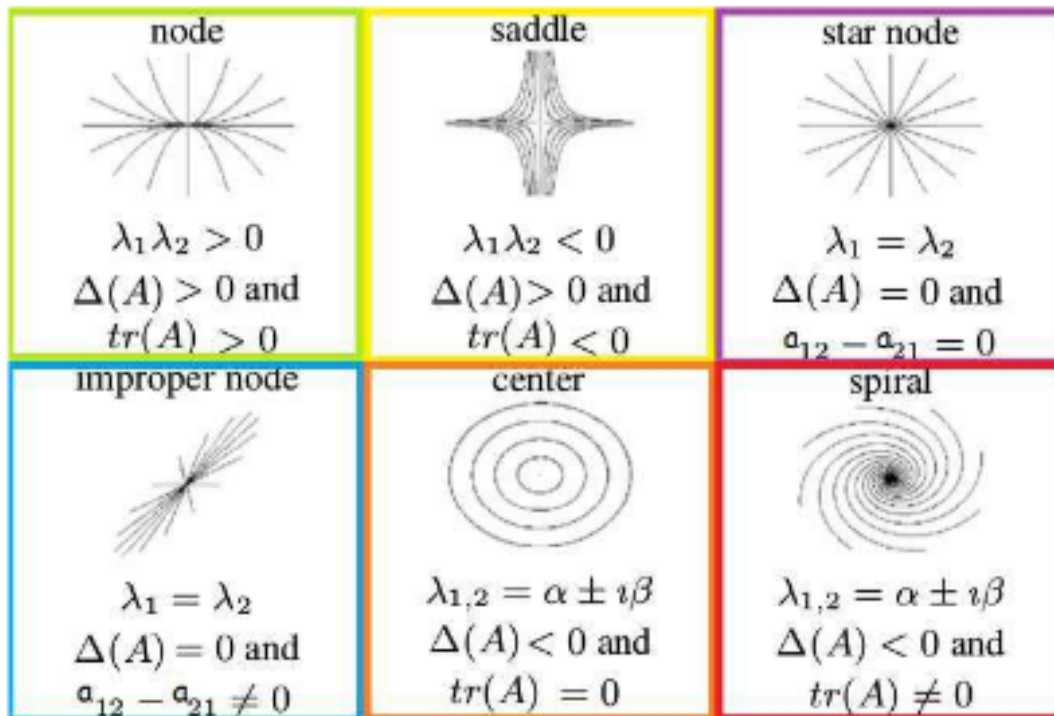 node
λ₁λ₂ > 0
Δ(A) > 0 and
tr(A) > 0
saddle
λ₁λ₂ < 0
Δ(A) > 0 and
tr(A) < 0
star node
λ₁ = λ₂
Δ(A) = 0 and
a₁₂ − a₂₁ = 0
improper node
λ₁ = λ₂
Δ(A) = 0 and
a₁₂ − a₂₁ ≠ 0
center
λ₁,₂ = α ± ıβ
Δ(A) < 0 and
tr(A) = 0
spiral
λ₁,₂ = α ± ıβ
Δ(A) < 0 and
tr(A) ≠ 0